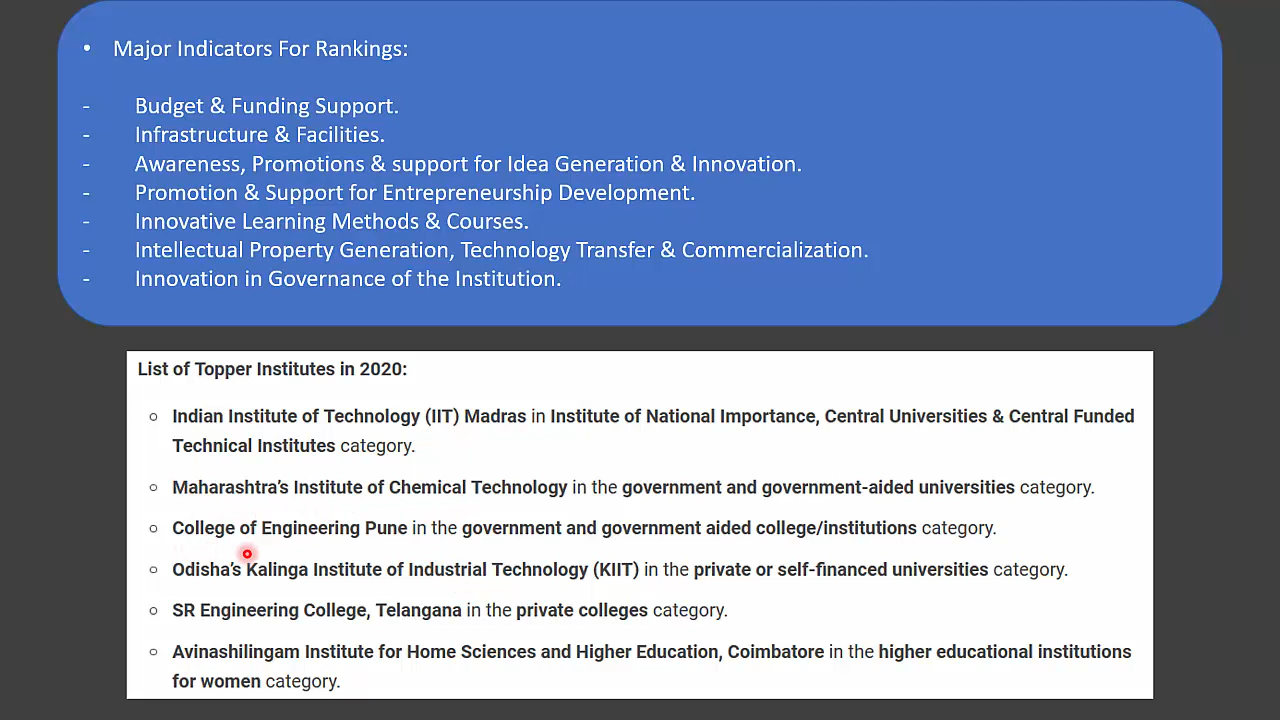 • Major Indicators For Rankings:
- Budget & Funding Support.
- Infrastructure & Facilities.
- Awareness, Promotions & support for Idea Generation & Innovation.
- Promotion & Support for Entrepreneurship Development.
- Innovative Learning Methods & Courses.
- Intellectual Property Generation, Technology Transfer & Commercialization.
- Innovation in Governance of the Institution.
List of Topper Institutes in 2020:
○ Indian Institute of Technology (IIT) Madras in Institute of National Importance, Central Universities & Central Funded
Technical Institutes category.
○ Maharashtra’s Institute of Chemical Technology in the government and government-aided universities category.
○ College of Engineering Pune in the government and government aided college/institutions category.
○ Odisha’s Kalinga Institute of Industrial Technology (KIIT) in the private or self-financed universities category.
○ SR Engineering College, Telangana in the private colleges category.
○ Avinashilingam Institute for Home Sciences and Higher Education, Coimbatore in the higher educational institutions
for women category.